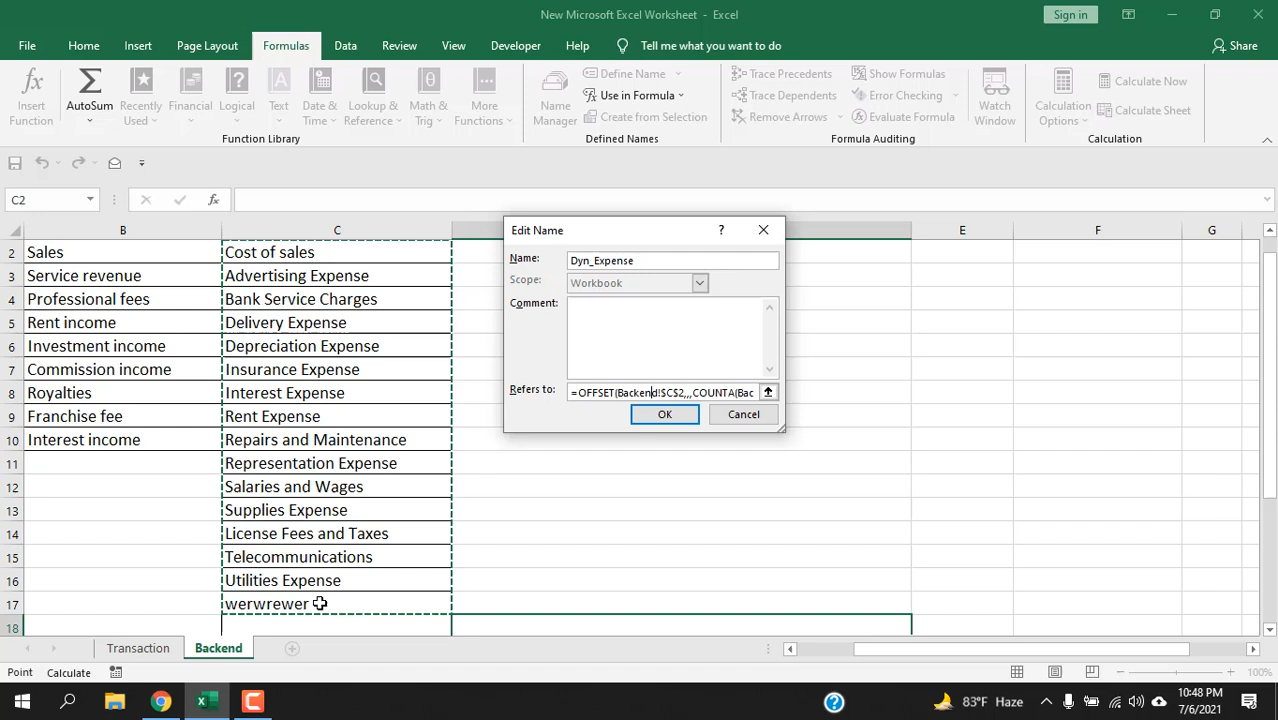 New Microsoft Excel Worksheet - Excel
Sign in
File Home Insert Page Layout Formulas Data Review View Developer Help Tell me what you want to do Share
Insert Function
AutoSum
Recently Used
Financial
Logical
Text
Date & Time
Lookup & Reference
Math & Trig
More Functions
Function Library
Name Manager
Define Name
Use in Formula
Create from Selection
Defined Names
Trace Precedents
Trace Dependents
Remove Arrows
Show Formulas
Error Checking
Evaluate Formula
Formula Auditing
Watch Window
Calculation Options
Calculate Now
Calculate Sheet
Calculation
C2 fx
B C E F G
2 Sales Cost of sales
3 Service revenue Advertising Expense
4 Professional fees Bank Service Charges
5 Rent income Delivery Expense
6 Investment income Depreciation Expense
7 Commission income Insurance Expense
8 Royalties Interest Expense
9 Franchise fee Rent Expense
10 Interest income Repairs and Maintenance
11 Representation Expense
12 Salaries and Wages
13 Supplies Expense
14 License Fees and Taxes
15 Telecommunications
16 Utilities Expense
17 werwrewer
18
Edit Name ?
Name: Dyn_Expense
Scope: Workbook
Comment:
Refers to: =OFFSET(Backend!$C$2,,,COUNTA(Bac
OK Cancel
Transaction Backend
Point Calculate 100%
83°F Haze
10:48 PM
7/6/2021